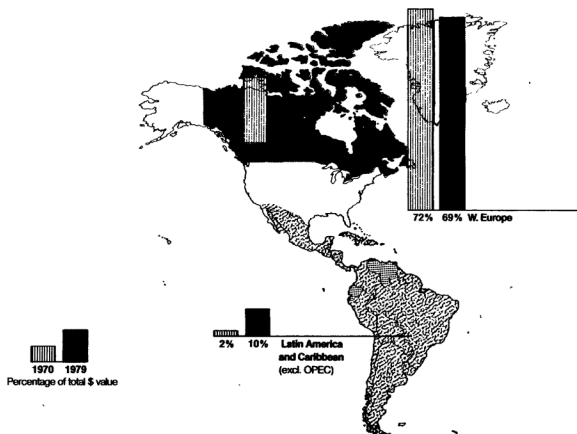 72% 69% W. Europe
2% 10% Latin America
and Caribbean
(excl. OPEC)
1970 1979
Percentage of total $ value